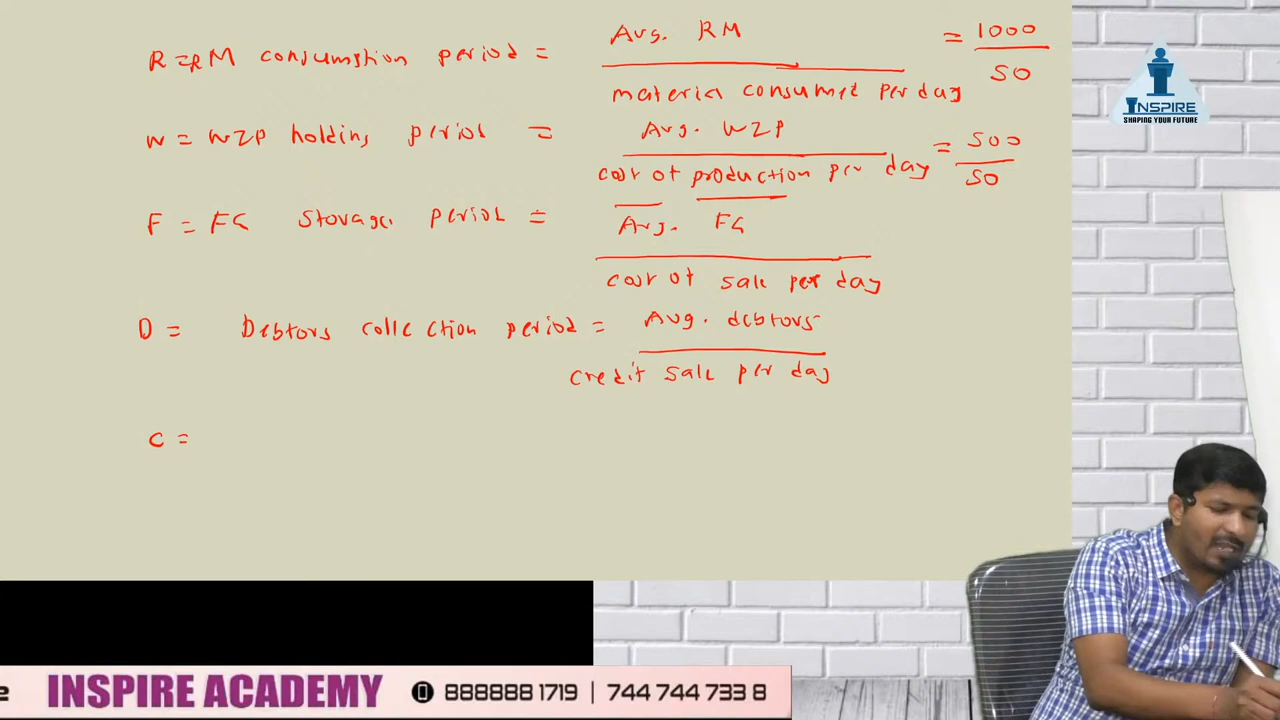 R = RM consumption period = Avg. RM / material consumed per day = 1000 / 50
W = WIP holding period = Avg. WIP / cost of production per day = 500 / 50
F = FG Storage period = Avg. FG / cost of sale per day
D = Debtors collection period = Avg. debtors / credit sale per day
C =
INSPIRE
SHAPING YOUR FUTURE
e INSPIRE ACADEMY 888888 1719 | 744 744 733 8